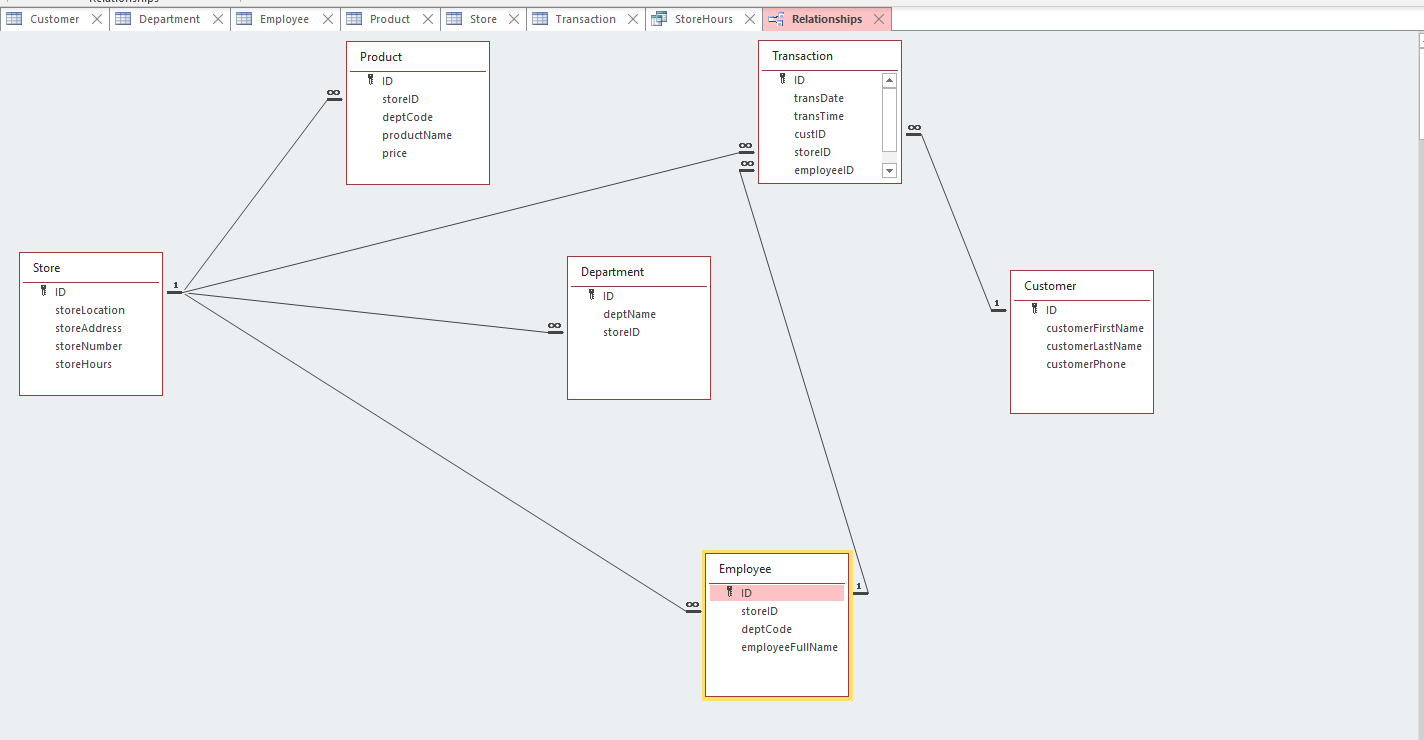 Relationships
Customer Department Employee Product Store Transaction StoreHours Relationships
Product
ID
storeID
deptCode
productName
price
Transaction
ID
transDate
transTime
custID
storeID
employeeID
Store
ID
storeLocation
storeAddress
storeNumber
storeHours
1
∞
∞
∞
∞
∞
∞
Department
ID
deptName
storeID
Customer
1
ID
customerFirstName
customerLastName
customerPhone
Employee
ID
1
storeID
deptCode
employeeFullName